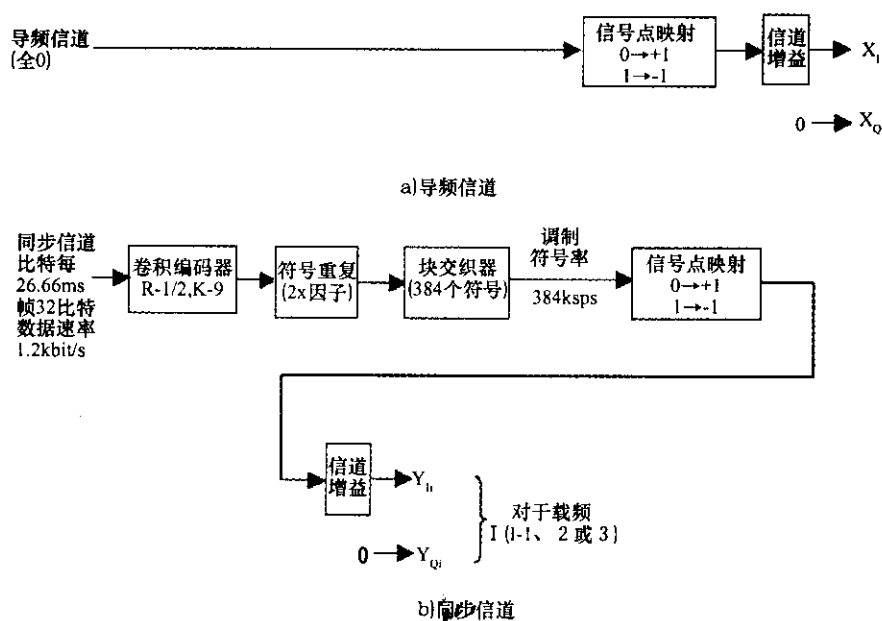 导频信道
(全0)
信号点映射
0→+1
1→-1
信道
增益
X_I
0
X_Q
a)导频信道
同步信道
比特每
26.66ms
帧32比特
数据速率
1.2kbit/s
卷积编码器
R-1/2,K-9
符号重复
(2x因子)
块交织器
(384个符号)
调制
符号率
384ksps
信号点映射
0→+1
1→-1
信道
增益
Y_Ii
0
Y_Qi
对于载频
I (I-1、2或3)
b)同步信道